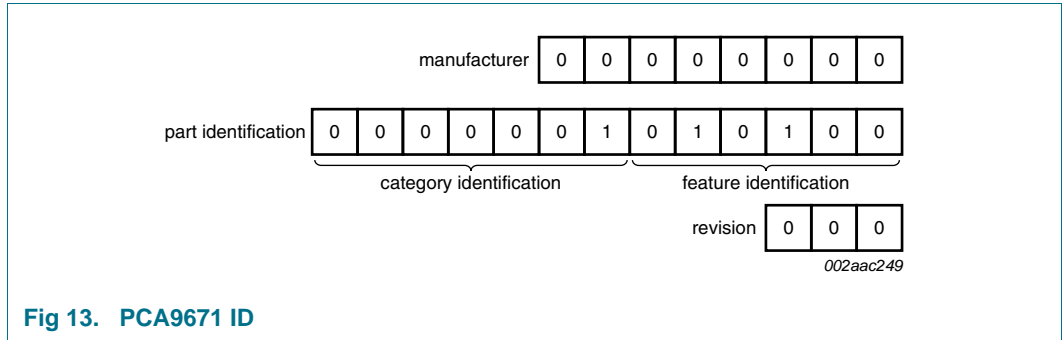 manufacturer 0 0 0 0 0 0 0 0
part identification 0 0 0 0 0 0 1 0 1 0 1 0 0
category identification feature identification
revision 0 0 0
002aac249
Fig 13. PCA9671 ID